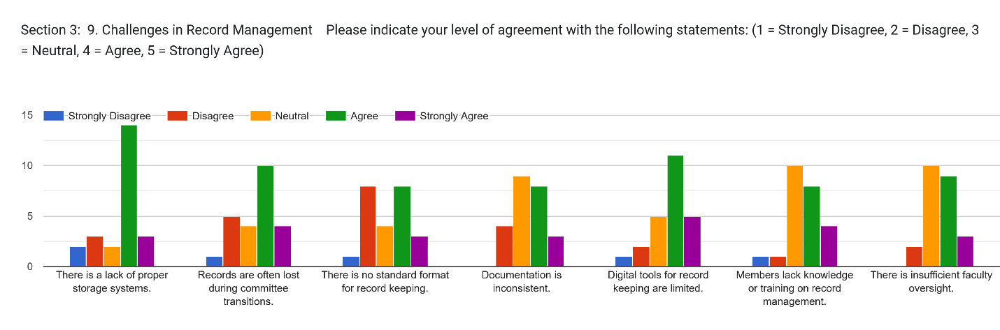 Section 3:  9. Challenges in Record Management    Please indicate your level of agreement with the following statements: (1 = Strongly Disagree, 2 = Disagree, 3
= Neutral, 4 = Agree, 5 = Strongly Agree)
15
Strongly Disagree
Disagree
Neutral
Agree
Strongly Agree
10
5
0
There is a lack of proper
storage systems.
Records are often lost
during committee
transitions.
There is no standard format
for record keeping.
Documentation is
inconsistent.
Digital tools for record
keeping are limited.
Members lack knowledge
or training on record
management.
There is insufficient faculty
oversight.